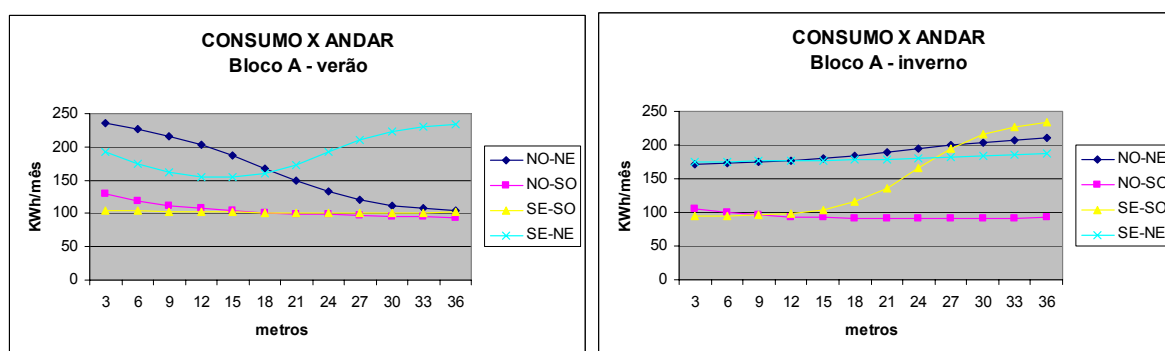 CONSUMO X ANDAR
Bloco A - verão
KWh/mês
250
200
150
100
50
0
3 6 9 12 15 18 21 24 27 30 33 36
metros
NO-NE
NO-SO
SE-SO
SE-NE
CONSUMO X ANDAR
Bloco A - inverno
KWh/mês
250
200
150
100
50
0
3 6 9 12 15 18 21 24 27 30 33 36
metros
NO-NE
NO-SO
SE-SO
SE-NE